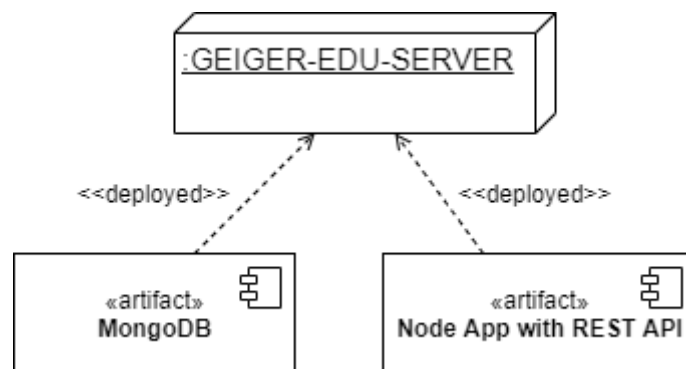 :GEIGER-EDU-SERVER
<<deployed>>
<<deployed>>
«artifact»
MongoDB
«artifact»
Node App with REST API